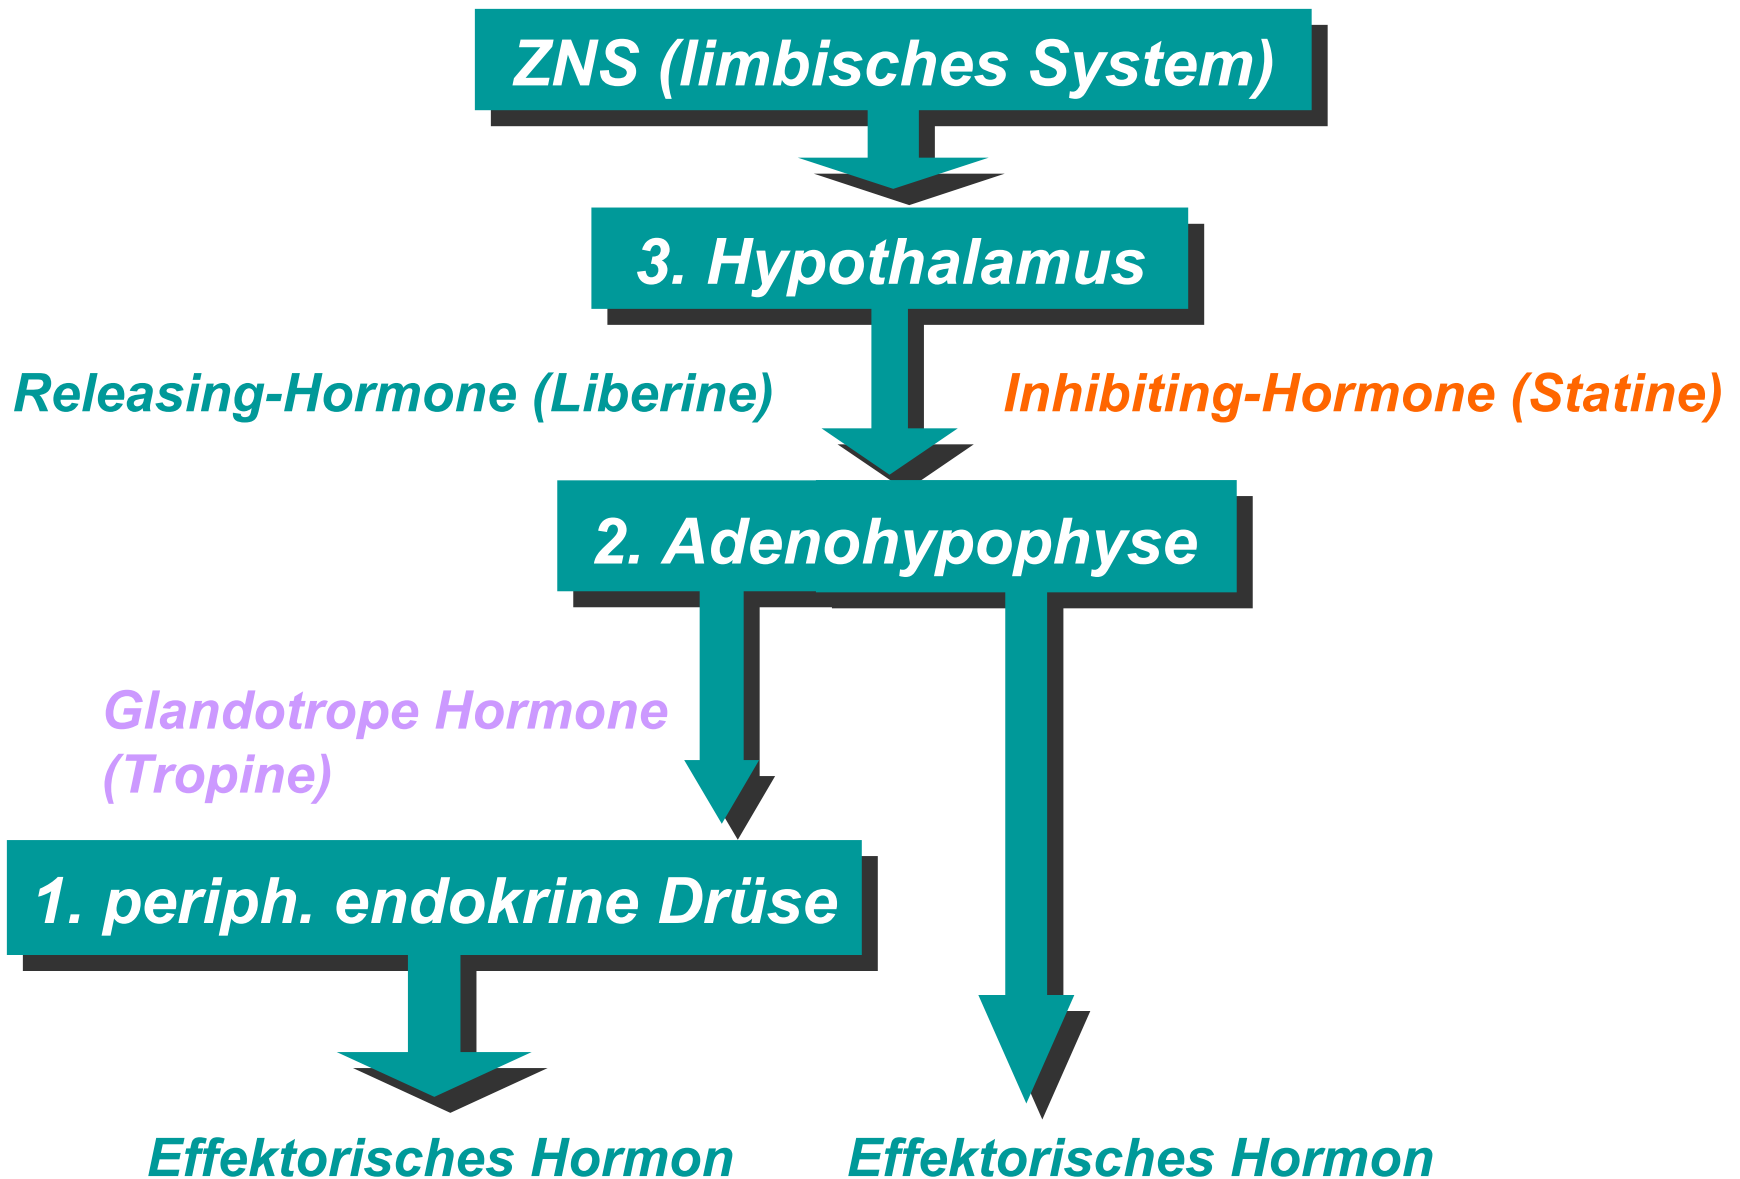 ZNS (limbisches System)
3. Hypothalamus
Releasing-Hormone (Liberine)
Inhibiting-Hormone (Statine)
2. Adenohypophyse
Glandotrope Hormone
(Tropine)
1. periph. endokrine Drüse
Effektorisches Hormon
Effektorisches Hormon